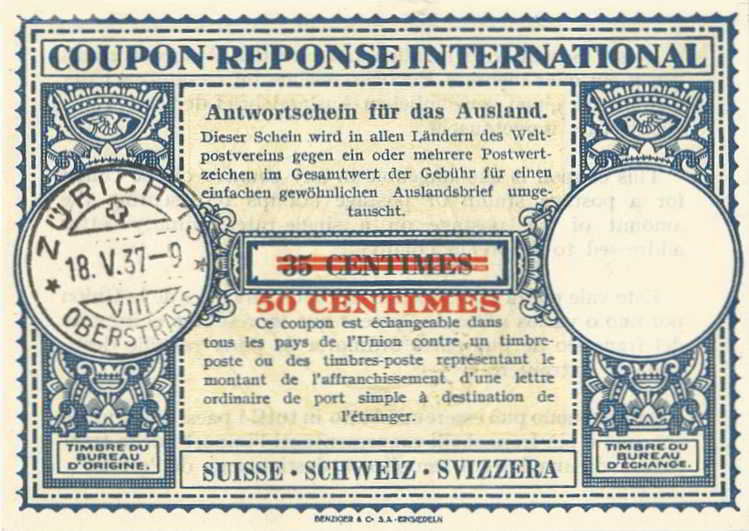 COUPON-REPONSE INTERNATIONAL
Antwortschein für das Ausland.
Dieser Schein wird in allen Ländern des Welt-
postvereins gegen ein oder mehrere Postwert-
zeichen im Gesamtwert der Gebühr für einen
einfachen gewöhnlichen Auslandsbrief umge-
tauscht.
ZÜRICH 15
18.V.37-9
VIII
OBERSTRASS
35 CENTIMES
50 CENTIMES
Ce coupon est échangeable dans
tous les pays de l'Union contre un timbre-
poste ou des timbres-poste représentant le
montant de l'affranchissement d'une lettre
ordinaire de port simple à destination de
l'étranger.
TIMBRE DU
BUREAU
D'ORIGINE.
TIMBRE DU
BUREAU
D'ÉCHANGE.
SUISSE · SCHWEIZ · SVIZZERA
BENZIGER & Co S.A. EINSIEDELN